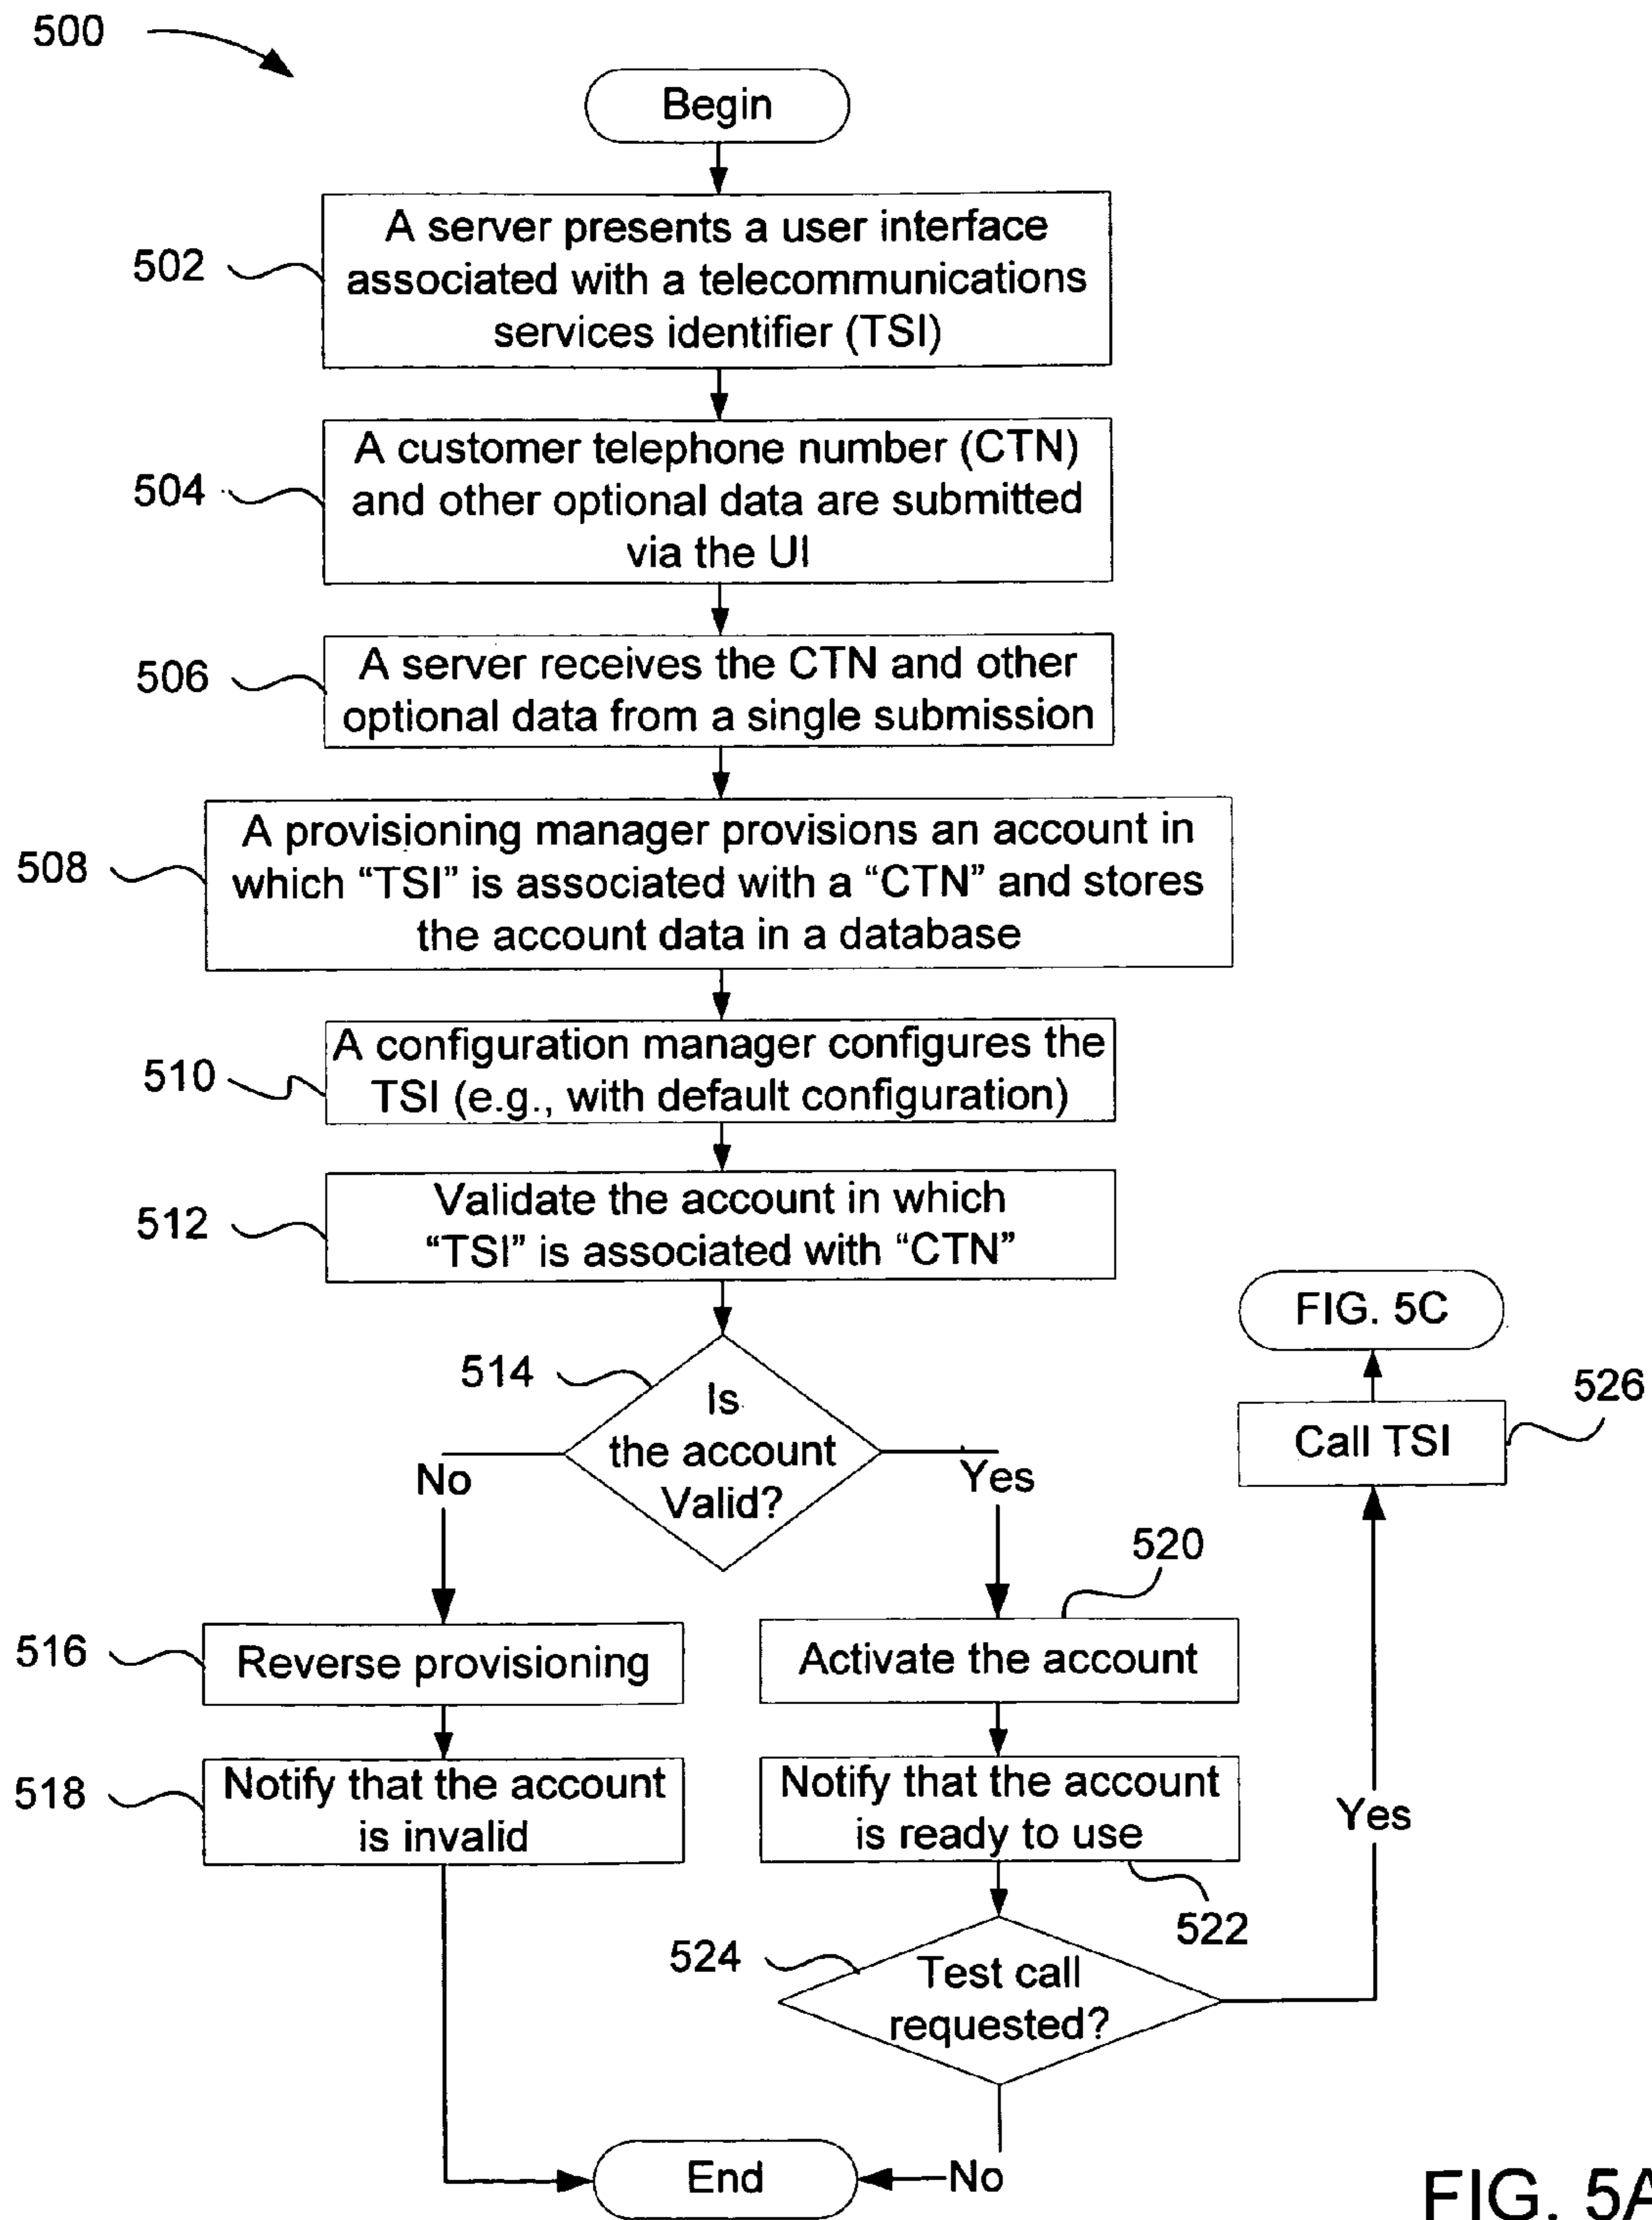 500
Begin
A server presents a user interface
associated with a telecommunications
services identifier (TSI)
502
A customer telephone number (CTN)
and other optional data are submitted
via the UI
504
A server receives the CTN and other
optional data from a single submission
506
A provisioning manager provisions an account in
which “TSI” is associated with a “CTN” and stores
the account data in a database
508
A configuration manager configures the
TSI (e.g., with default configuration)
510
Validate the account in which
“TSI” is associated with “CTN”
512
514
Is
the account
Valid?
No
Yes
516
Reverse provisioning
518
Notify that the account
is invalid
520
Activate the account
Notify that the account
is ready to use
522
524
Test call
requested?
Yes
Call TSI
526
FIG. 5C
No
End
FIG. 5A